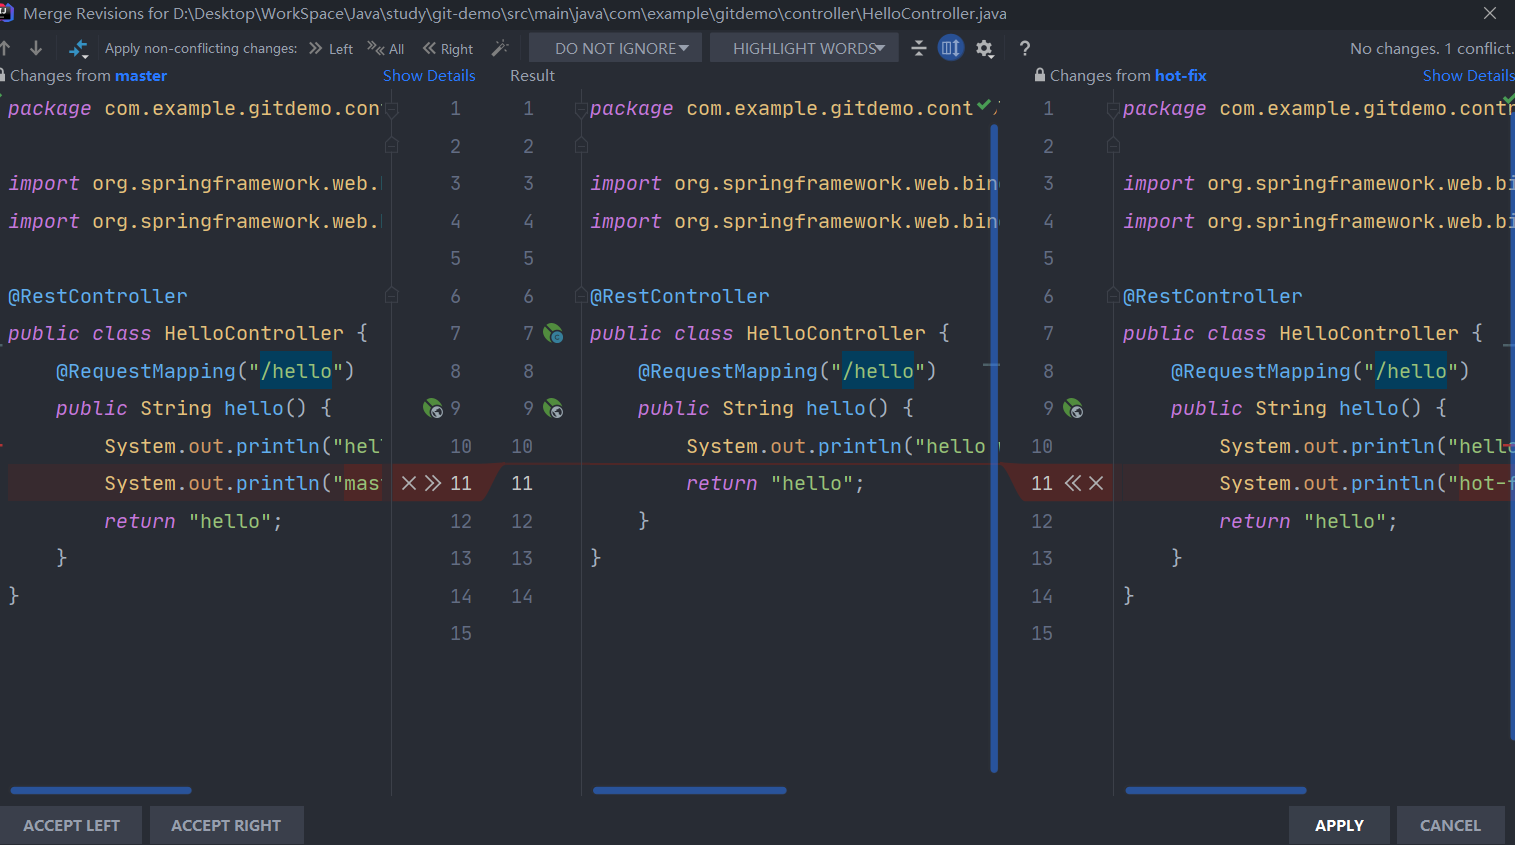 Merge Revisions for D:\Desktop\WorkSpace\Java\study\git-demo\src\main\java\com\example\gitdemo\controller\HelloController.java
Apply non-conflicting changes: Left All Right DO NOT IGNORE HIGHLIGHT WORDS ? No changes. 1 conflict.
Changes from master Show Details
package com.example.gitdemo.con 1
2
import org.springframework.web. 3
import org.springframework.web. 4
5
@RestController 6
public class HelloController { 7
@RequestMapping("/hello") 8
public String hello() { 9
System.out.println("hel 10
System.out.println("mas 11
return "hello"; 12
} 13
} 14
15
Result
1 package com.example.gitdemo.cont
2
3 import org.springframework.web.bin
4 import org.springframework.web.bin
5
6 @RestController
7 public class HelloController {
8 @RequestMapping("/hello")
9 public String hello() {
10 System.out.println("hello
11 return "hello";
12 }
13 }
14
Changes from hot-fix Show Details
1 package com.example.gitdemo.contr
2
3 import org.springframework.web.bi
4 import org.springframework.web.bi
5
6 @RestController
7 public class HelloController {
8 @RequestMapping("/hello")
9 public String hello() {
10 System.out.println("hello
11 System.out.println("hot-f
12 return "hello";
13 }
14 }
15
ACCEPT LEFT ACCEPT RIGHT APPLY CANCEL